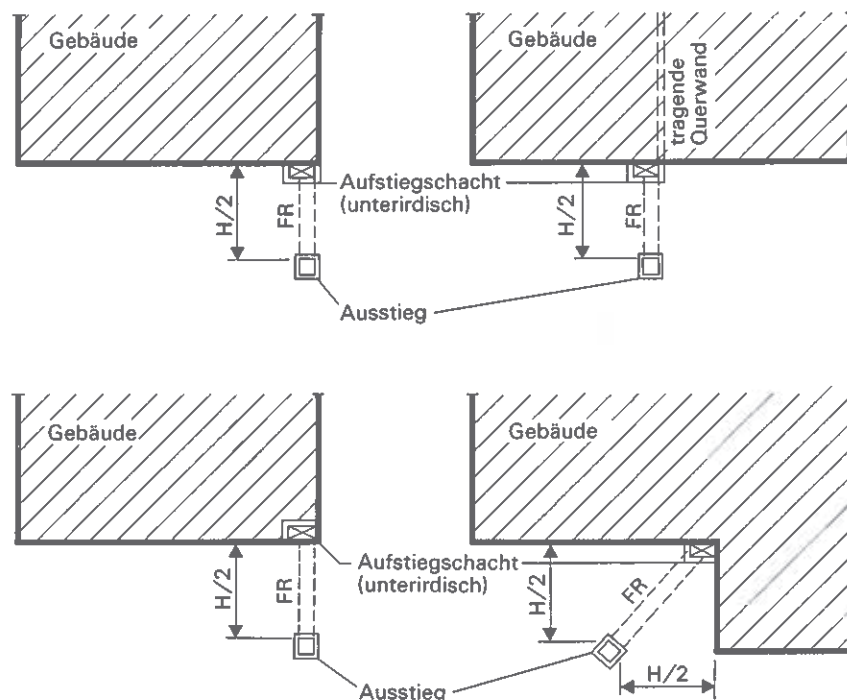 Gebäude
Gebäude
tragende
Querwand
Aufstiegschacht
(unterirdisch)
H/2
FR
H/2
FR
Ausstieg
Gebäude
Gebäude
Aufstiegschacht
(unterirdisch)
H/2
FR
H/2
FR
Ausstieg
H/2